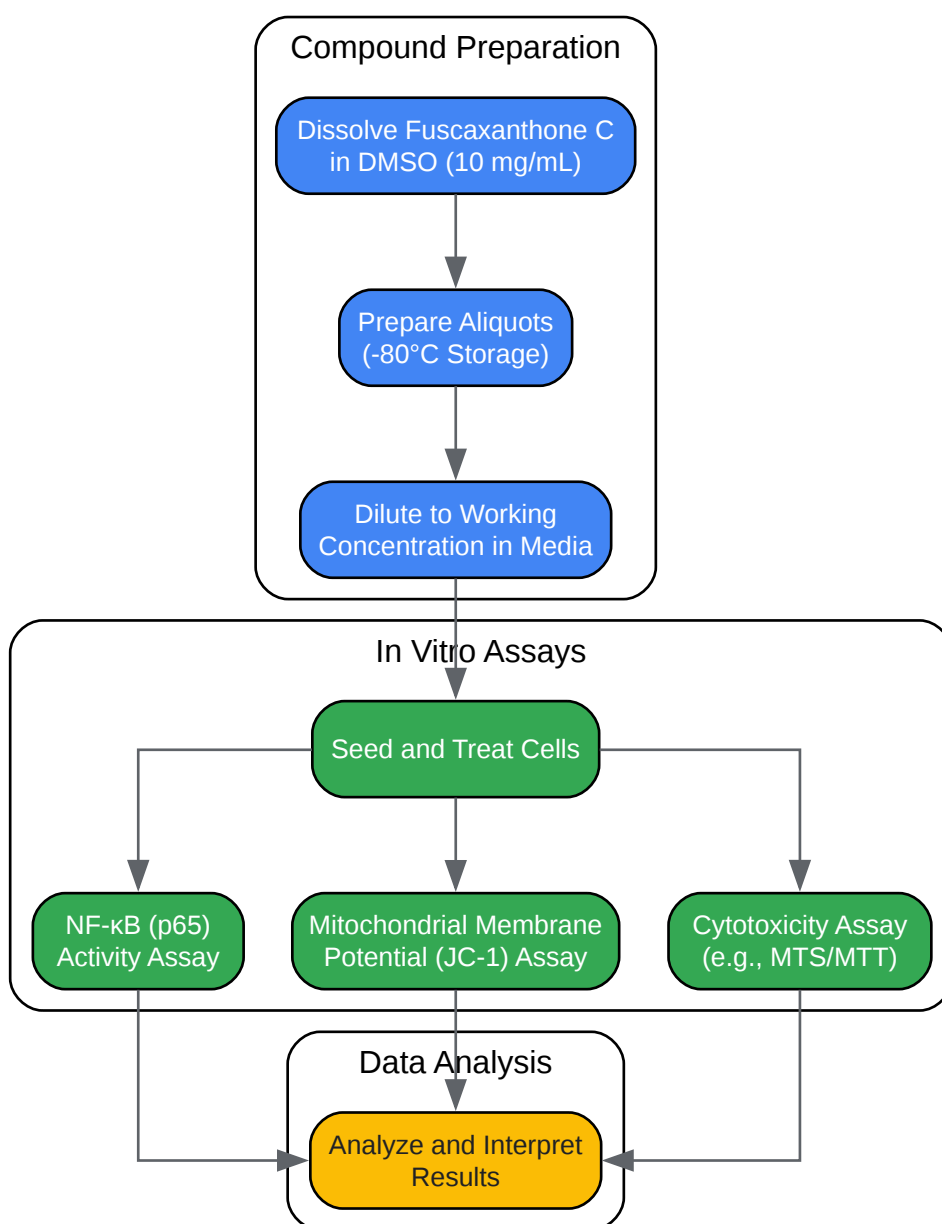 Compound Preparation
Dissolve Fuscaxanthone C
in DMSO (10 mg/mL)
Prepare Aliquots
(-80°C Storage)
Dilute to Working
Concentration in Media
In Vitro Assays
Seed and Treat Cells
NF-κB (p65)
Activity Assay
Mitochondrial Membrane
Potential (JC-1) Assay
Cytotoxicity Assay
(e.g., MTS/MTT)
Data Analysis
Analyze and Interpret
Results